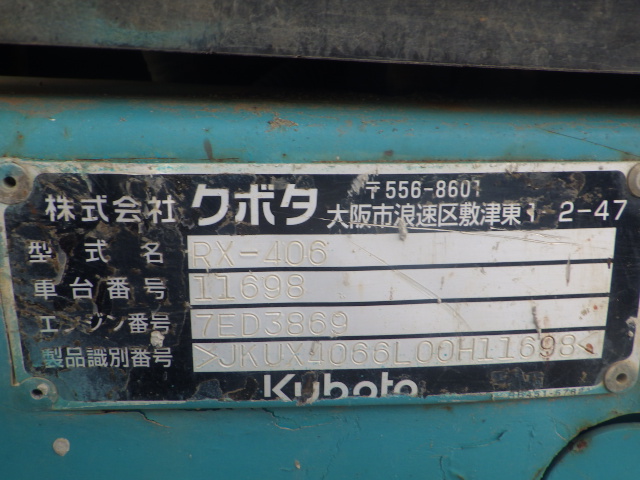 株式会社 クボタ 〒556-8601
大阪市浪速区敷津東1-2-47
型式名 RX-406
車台番号 11698
エンジン番号 7ED3869
製品識別番号 >JKUX4066L00H11698<
Kubota